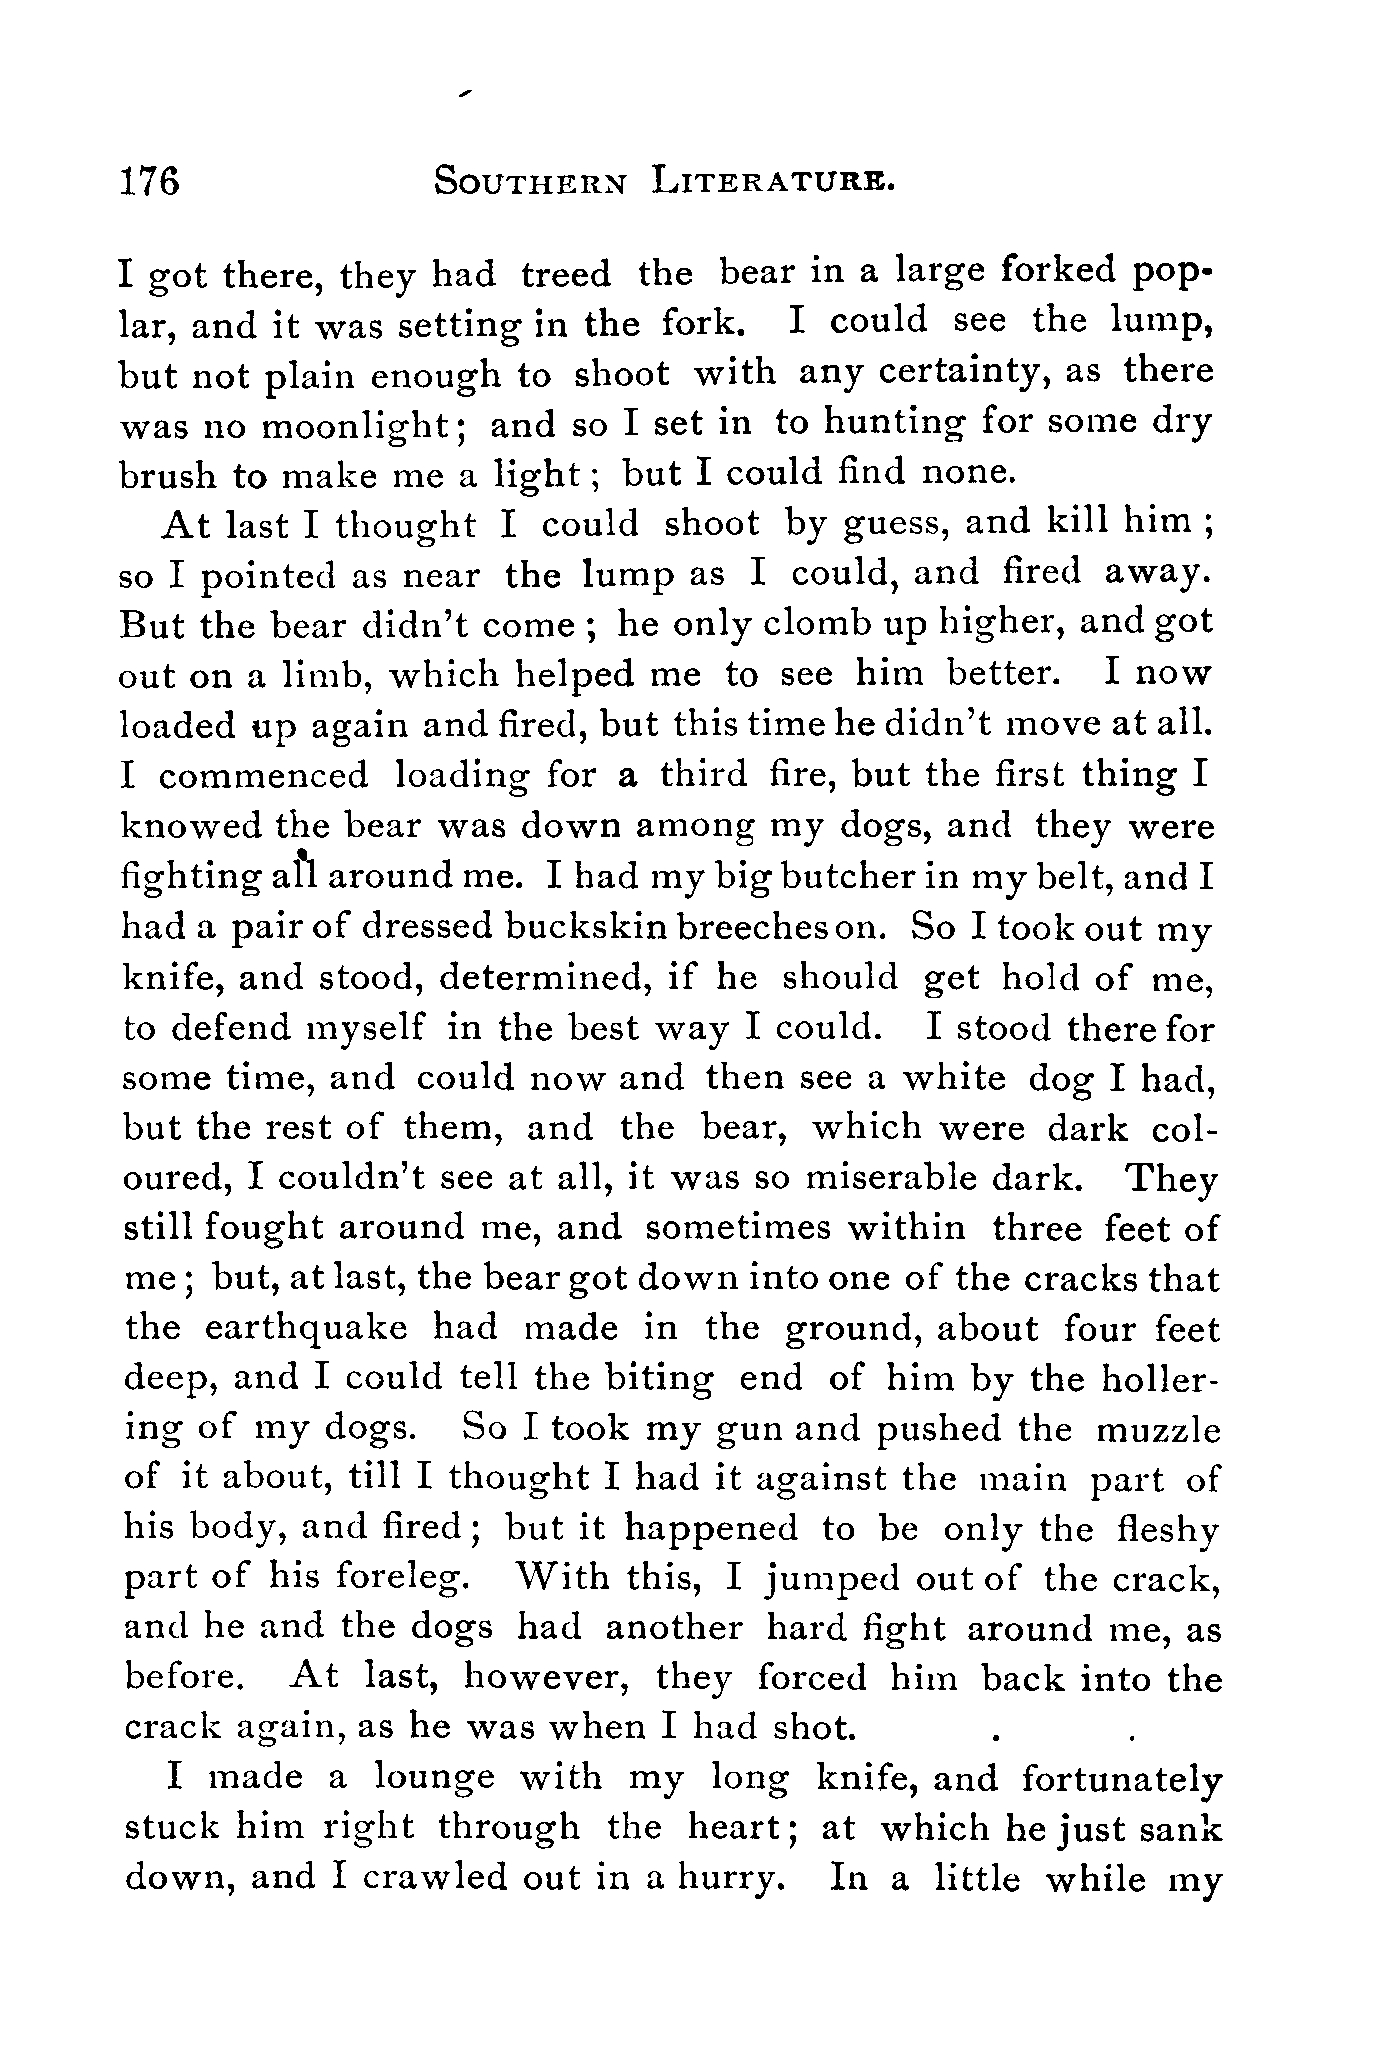 176 SOUTHERN LITERATURE.
I got there, they had treed the bear in a large forked pop-
lar, and it was setting in the fork. I could see the lump,
but not plain enough to shoot with any certainty, as there
was no moonlight; and so I set in to hunting for some dry
brush to make me a light; but I could find none.
At last I thought I could shoot by guess, and kill him;
so I pointed as near the lump as I could, and fired away.
But the bear didn't come; he only clomb up higher, and got
out on a limb, which helped me to see him better. I now
loaded up again and fired, but this time he didn't move at all.
I commenced loading for a third fire, but the first thing I
knowed the bear was down among my dogs, and they were
fighting all around me. I had my big butcher in my belt, and I
had a pair of dressed buckskin breeches on. So I took out my
knife, and stood, determined, if he should get hold of me,
to defend myself in the best way I could. I stood there for
some time, and could now and then see a white dog I had,
but the rest of them, and the bear, which were dark col-
oured, I couldn't see at all, it was so miserable dark. They
still fought around me, and sometimes within three feet of
me; but, at last, the bear got down into one of the cracks that
the earthquake had made in the ground, about four feet
deep, and I could tell the biting end of him by the holler-
ing of my dogs. So I took my gun and pushed the muzzle
of it about, till I thought I had it against the main part of
his body, and fired; but it happened to be only the fleshy
part of his foreleg. With this, I jumped out of the crack,
and he and the dogs had another hard fight around me, as
before. At last, however, they forced him back into the
crack again, as he was when I had shot. . .
I made a lounge with my long knife, and fortunately
stuck him right through the heart; at which he just sank
down, and I crawled out in a hurry. In a little while my